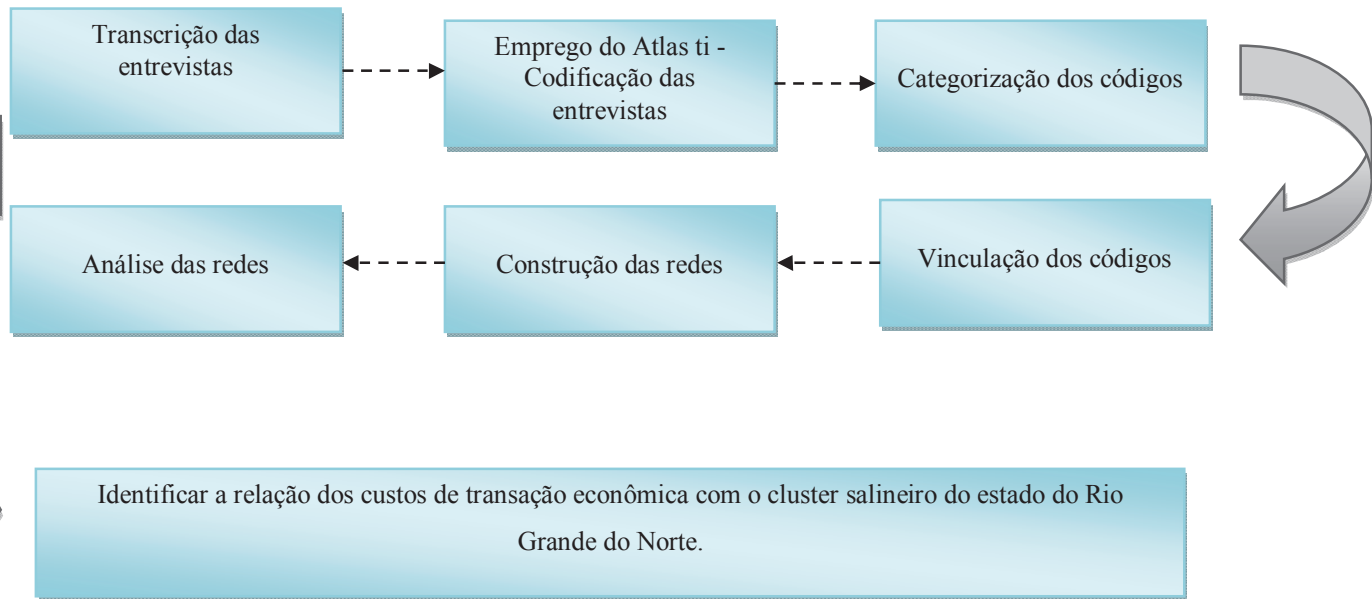 Transcrição das
entrevistas
Emprego do Atlas ti -
Codificação das
entrevistas
Categorização dos códigos
Vinculação dos códigos
Construção das redes
Análise das redes
Identificar a relação dos custos de transação econômica com o cluster salineiro do estado do Rio
Grande do Norte.